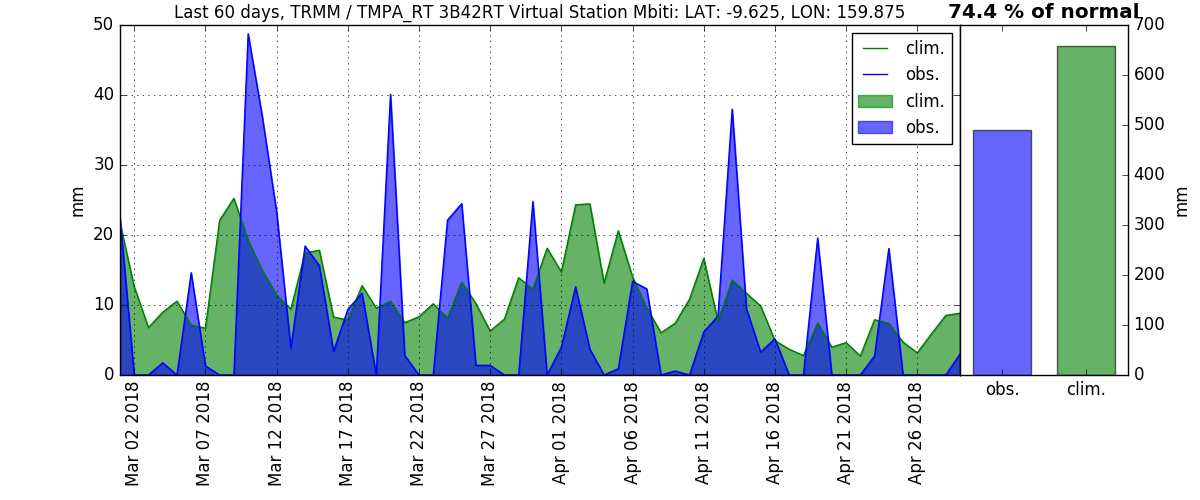 Last 60 days, TRMM / TMPA_RT 3B42RT Virtual Station Mbiti: LAT: -9.625, LON: 159.875
74.4 % of normal
50
40
30
20
10
0
mm
clim.
obs.
clim.
obs.
700
600
500
400
300
200
100
0
mm
Mar 02 2018
Mar 07 2018
Mar 12 2018
Mar 17 2018
Mar 22 2018
Mar 27 2018
Apr 01 2018
Apr 06 2018
Apr 11 2018
Apr 16 2018
Apr 21 2018
Apr 26 2018
obs.
clim.